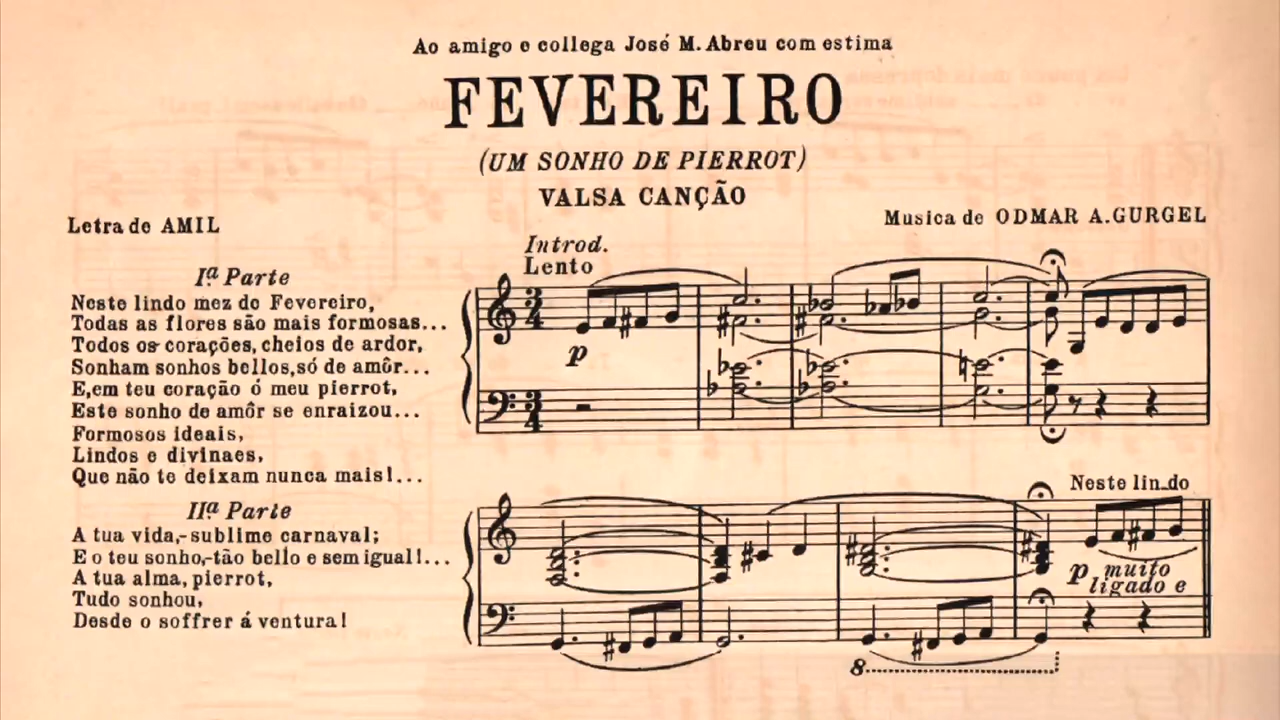 Ao amigo e collega José M. Abreu com estima
FEVEREIRO
(UM SONHO DE PIERROT)
VALSA CANÇÃO
Letra de AMIL
Musica de ODMAR A. GURGEL
Iª Parte
Neste lindo mez de Fevereiro,
Todas as flores são mais formosas...
Todos os corações, cheios de ardor,
Sonham sonhos bellos, só de amôr...
E, em teu coração ó meu pierrot,
Este sonho de amôr se enraizou...
Formosos ideais,
Lindos e divinaes,
Que não te deixam nunca mais!...
IIª Parte
A tua vida,-sublime carnaval;
E o teu sonho,-tão bello e sem igual!...
A tua alma, pierrot,
Tudo sonhou,
Desde o soffrer á ventura!
Introd.
Lento
p
Neste lin_do
p muito
ligado e
8